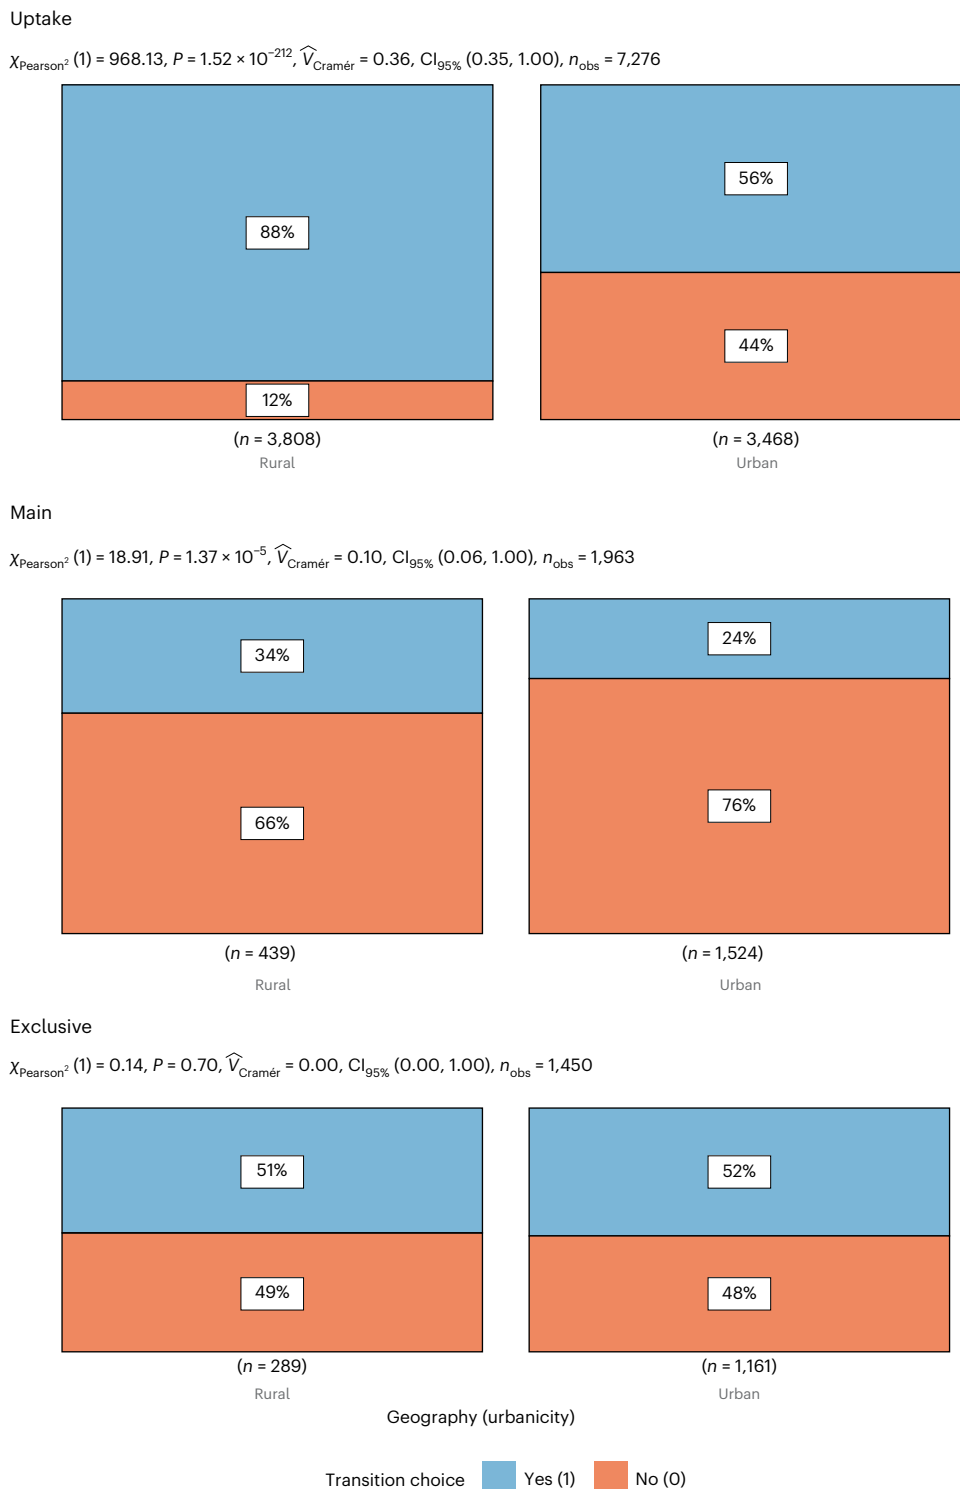 Uptake
χPearson² (1) = 968.13, P = 1.52 × 10⁻²¹², V̂Cramér = 0.36, CI95% (0.35, 1.00), nobs = 7,276
88% 56%
12% 44%
(n = 3,808) (n = 3,468)
Rural Urban
Main
χPearson² (1) = 18.91, P = 1.37 × 10⁻⁵, V̂Cramér = 0.10, CI95% (0.06, 1.00), nobs = 1,963
34% 24%
66% 76%
(n = 439) (n = 1,524)
Rural Urban
Exclusive
χPearson² (1) = 0.14, P = 0.70, V̂Cramér = 0.00, CI95% (0.00, 1.00), nobs = 1,450
51% 52%
49% 48%
(n = 289) (n = 1,161)
Rural Urban
Geography (urbanicity)
Transition choice Yes (1) No (0)